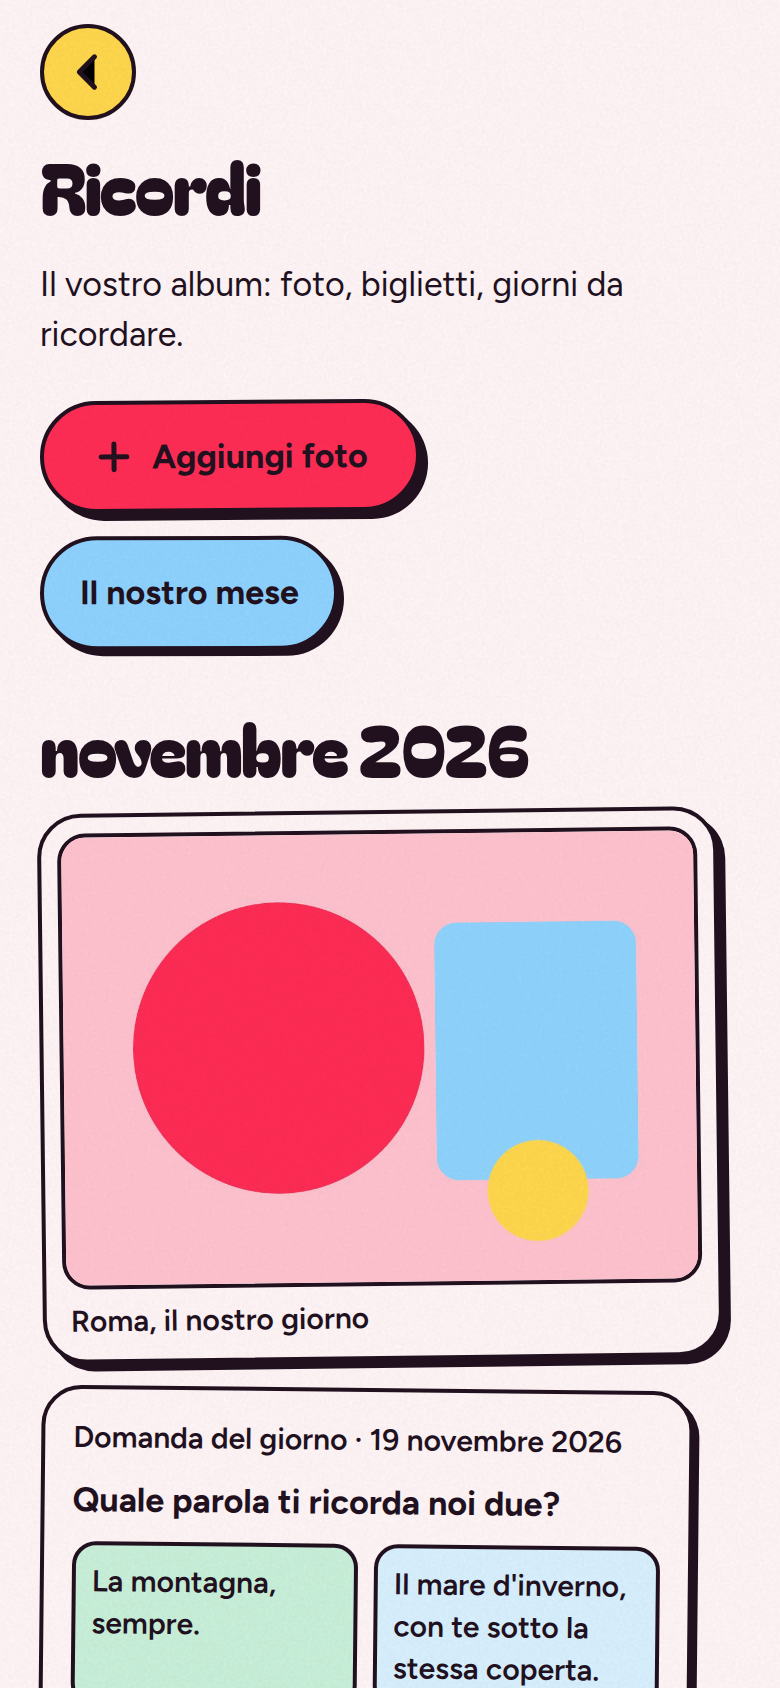 Ricordi
Il vostro album: foto, biglietti, giorni da
ricordare.
Aggiungi foto
Il nostro mese
novembre 2026
Roma, il nostro giorno
Domanda del giorno · 19 novembre 2026
Quale parola ti ricorda noi due?
La montagna,
sempre.
Il mare d'inverno,
con te sotto la
stessa coperta.